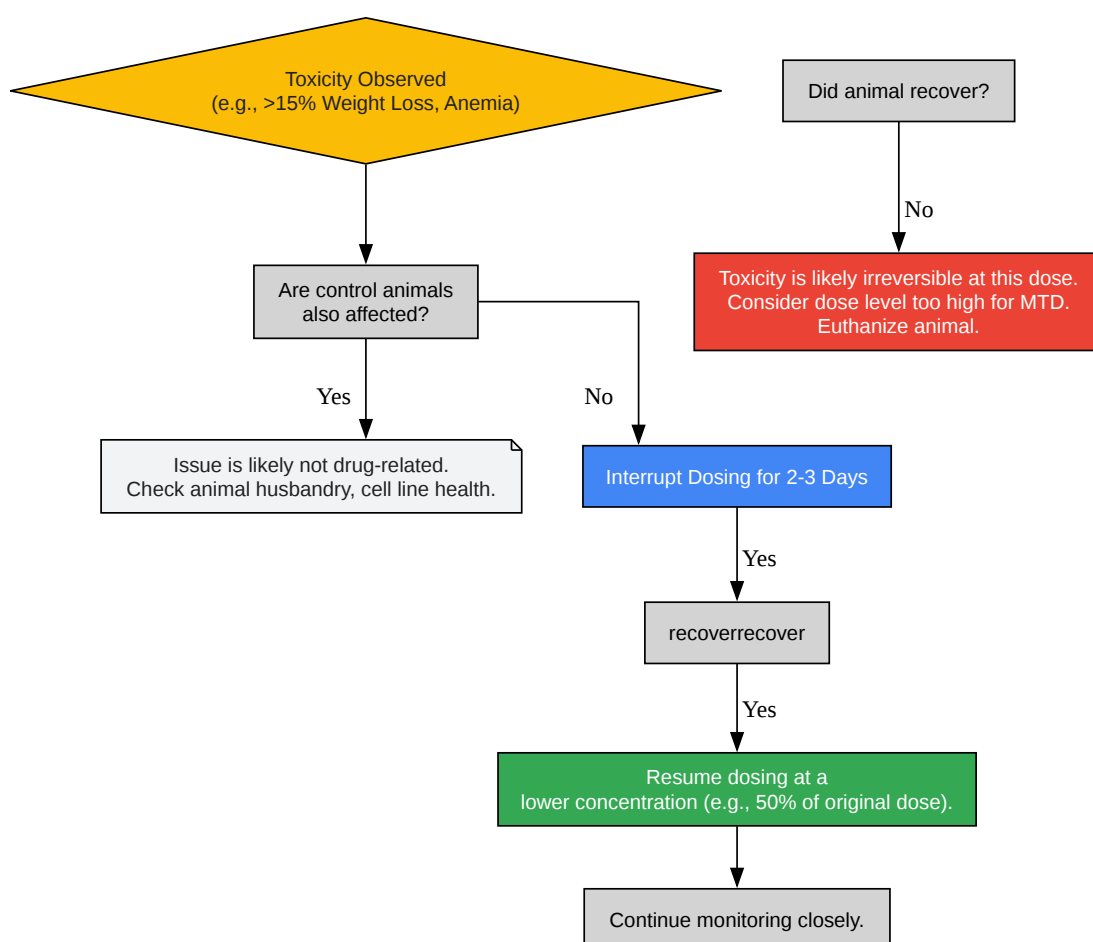 Toxicity Observed
(e.g., >15% Weight Loss, Anemia)
Did animal recover?
No
Toxicity is likely irreversible at this dose.
Consider dose level too high for MTD.
Euthanize animal.
Are control animals
also affected?
Yes
No
Issue is likely not drug-related.
Check animal husbandry, cell line health.
Interrupt Dosing for 2-3 Days
Yes
recoverrecover
Yes
Resume dosing at a
lower concentration (e.g., 50% of original dose).
Continue monitoring closely.